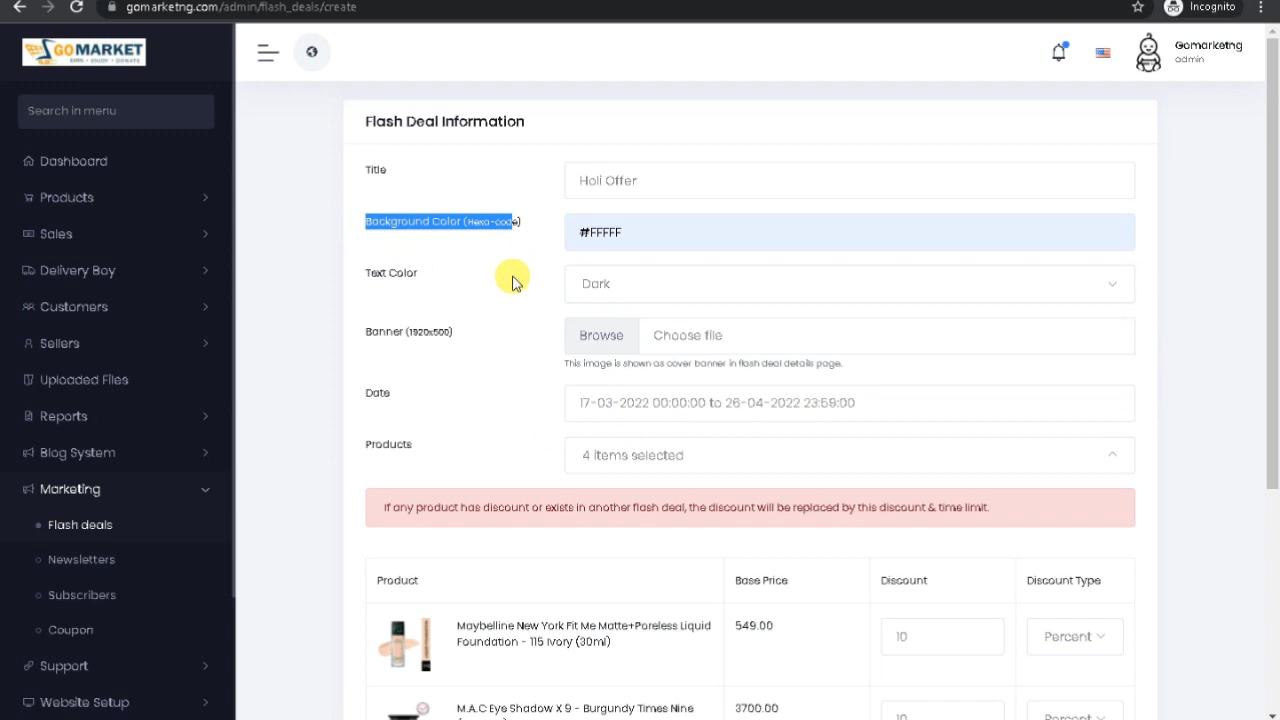 gomarketng.com/admin/flash_deals/create
Incognito
GOMARKET
EARN • ENJOY • DONATE
Gomarketng
admin
Search in menu
Dashboard
Products
Sales
Delivery Boy
Customers
Sellers
Uploaded Files
Reports
Blog System
Marketing
Flash deals
Newsletters
Subscribers
Coupon
Support
Website Setup
Flash Deal Information
Title
Holi Offer
Background Color (Hexa-code)
#FFFFF
Text Color
Dark
Banner (1920x500)
Browse Choose file
This image is shown as cover banner in flash deal details page.
Date
17-03-2022 00:00:00 to 26-04-2022 23:59:00
Products
4 items selected
If any product has discount or exists in another flash deal, the discount will be replaced by this discount & time limit.
Product Base Price Discount Discount Type
Maybelline New York Fit Me Matte+Poreless Liquid 549.00
Foundation - 115 Ivory (30ml)
10 Percent
M.A.C Eye Shadow X 9 - Burgundy Times Nine 3700.00
10 Percent